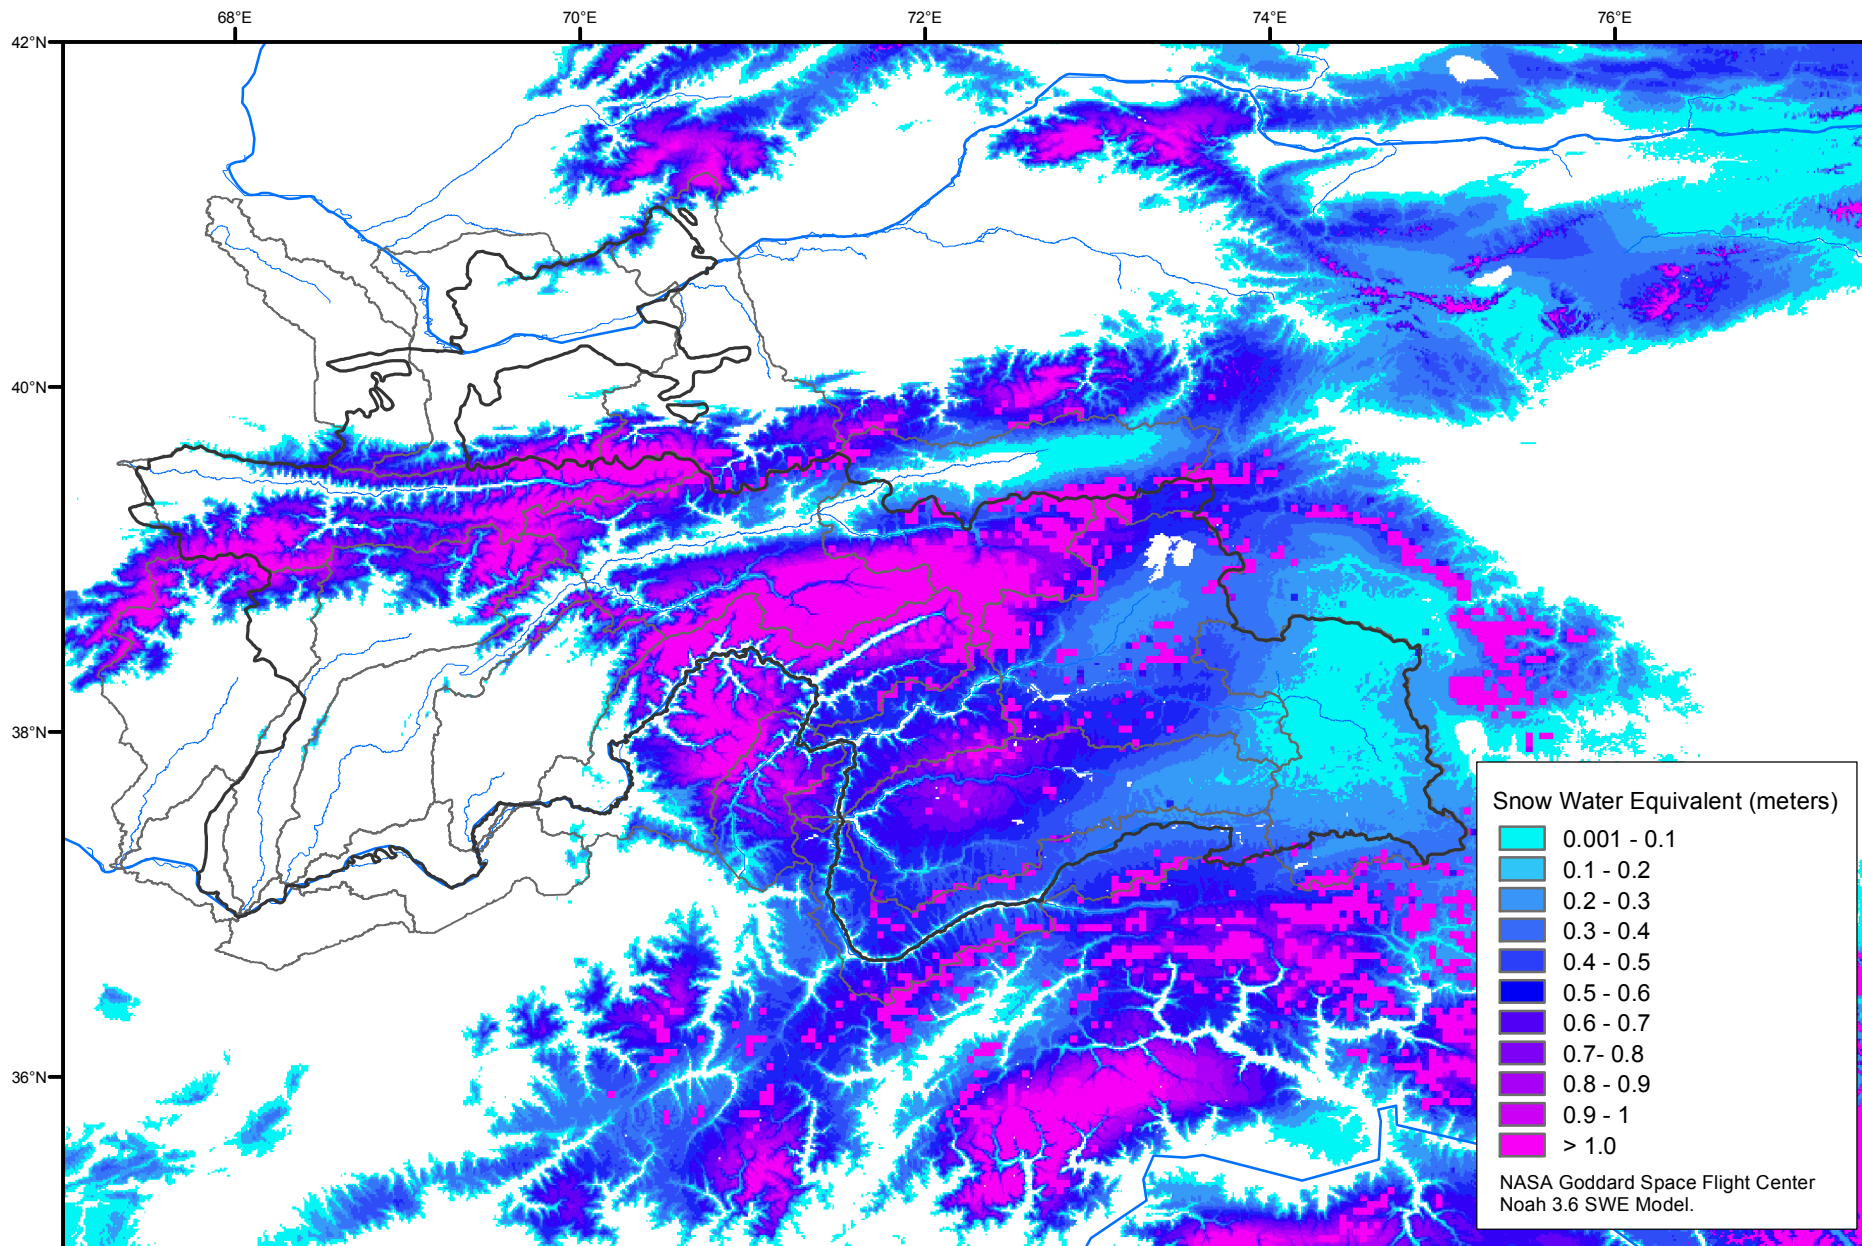 68°E 70°E 72°E 74°E 76°E
42°N
40°N
38°N
36°N
Snow Water Equivalent (meters)
0.001 - 0.1
0.1 - 0.2
0.2 - 0.3
0.3 - 0.4
0.4 - 0.5
0.5 - 0.6
0.6 - 0.7
0.7- 0.8
0.8 - 0.9
0.9 - 1
> 1.0
NASA Goddard Space Flight Center
Noah 3.6 SWE Model.